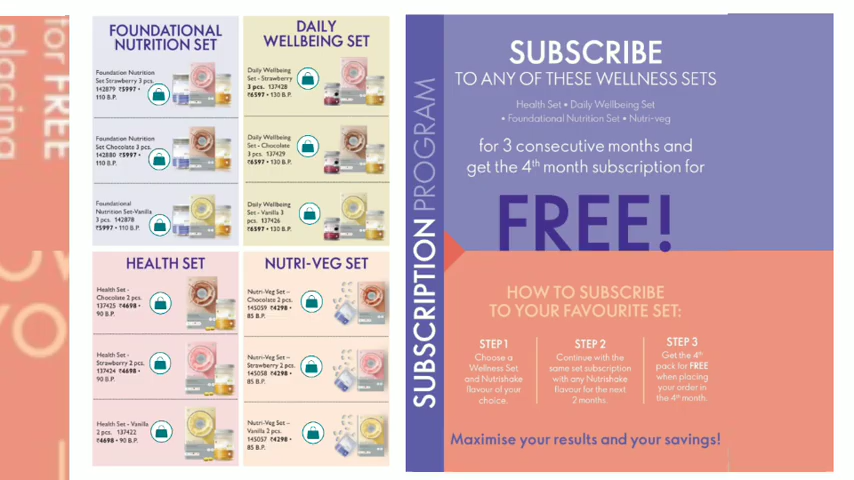 for FREE
placing
FOUNDATIONAL
NUTRITION SET
Foundation Nutrition
Set Strawberry 3 pcs.
142879 ₹5997 •
110 B.P.
Foundation Nutrition
Set Chocolate 3 pcs.
142880 ₹5997 •
110 B.P.
Foundational
Nutrition Set-Vanilla
3 pcs. 142878
₹5997 • 110 B.P.
DAILY
WELLBEING SET
Daily Wellbeing
Set - Strawberry
3 pcs. 137428
₹6597 • 130 B.P.
Daily Wellbeing
Set - Chocolate
3 pcs. 137429
₹6597 • 130 B.P.
Daily Wellbeing
Set - Vanilla 3
pcs. 137426
₹6597 • 130 B.P.
HEALTH SET
Health Set -
Chocolate 2 pcs.
137425 ₹4698 •
90 B.P.
Health Set -
Strawberry 2 pcs.
137424 ₹4698 •
90 B.P.
Health Set - Vanilla
2 pcs. 137422
₹4698 • 90 B.P.
NUTRI-VEG SET
Nutri-Veg Set –
Chocolate 2 pcs.
145059 ₹4298 •
85 B.P.
Nutri-Veg Set –
Strawberry 2 pcs.
145058 ₹4298 •
85 B.P.
Nutri-Veg Set –
Vanilla 2 pcs.
145057 ₹4298 •
85 B.P.
SUBSCRIPTION PROGRAM
SUBSCRIBE
TO ANY OF THESE WELLNESS SETS
Health Set • Daily Wellbeing Set
• Foundational Nutrition Set • Nutri-veg
for 3 consecutive months and
get the 4th month subscription for
FREE!
HOW TO SUBSCRIBE
TO YOUR FAVOURITE SET:
STEP 1
Choose a
Wellness Set
and Nutrishake
flavour of your
choice.
STEP 2
Continue with the
same set subscription
with any Nutrishake
flavour for the next
2 months.
STEP 3
Get the 4th
pack for FREE
when placing
your order in
the 4th month.
Maximise your results and your savings!